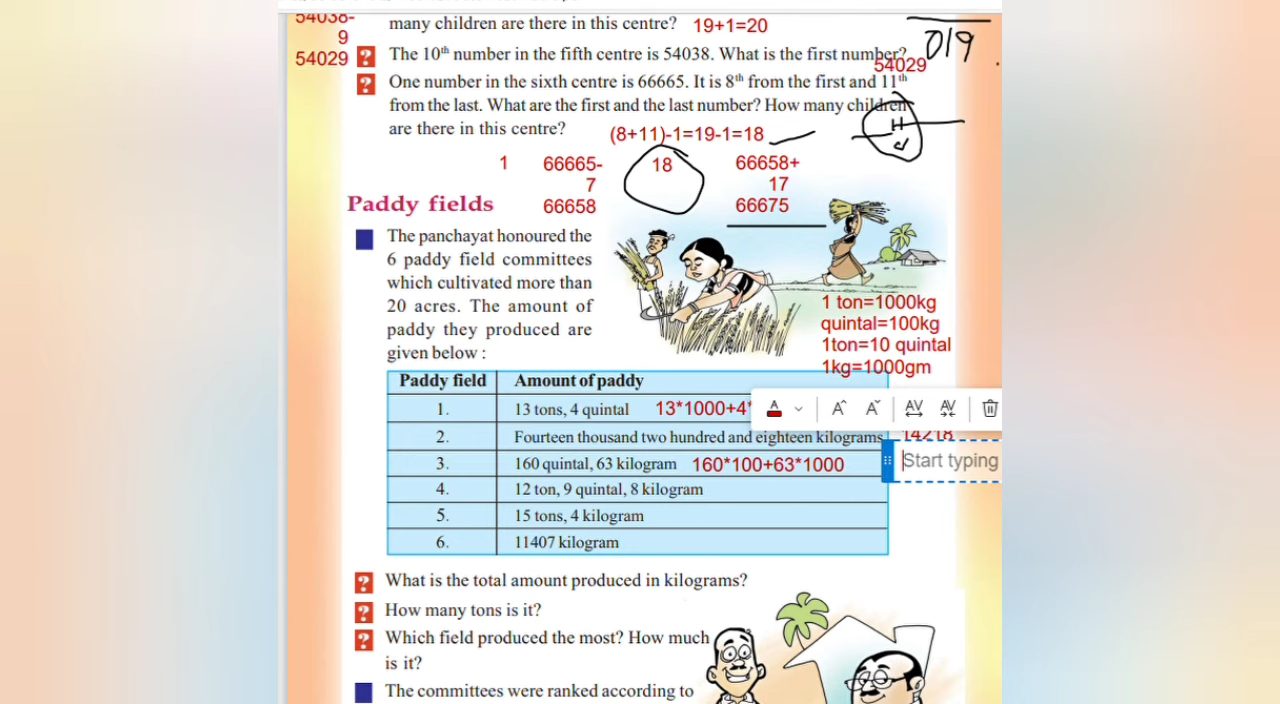 54038-
9
54029
many children are there in this centre? 19+1=20
019
The 10th number in the fifth centre is 54038. What is the first number?
54029
One number in the sixth centre is 66665. It is 8th from the first and 11th
from the last. What are the first and the last number? How many children
are there in this centre? (8+11)-1=19-1=18
1 66665- 18 66658+
7 17
66658 66675
Paddy fields
The panchayat honoured the
6 paddy field committees
which cultivated more than
20 acres. The amount of
paddy they produced are
given below :
1 ton=1000kg
quintal=100kg
1ton=10 quintal
1kg=1000gm
Paddy field Amount of paddy
1. 13 tons, 4 quintal 13*1000+4*
2. Fourteen thousand two hundred and eighteen kilograms 14218
3. 160 quintal, 63 kilogram 160*100+63*1000
Start typing
4. 12 ton, 9 quintal, 8 kilogram
5. 15 tons, 4 kilogram
6. 11407 kilogram
What is the total amount produced in kilograms?
How many tons is it?
Which field produced the most? How much
is it?
The committees were ranked according to